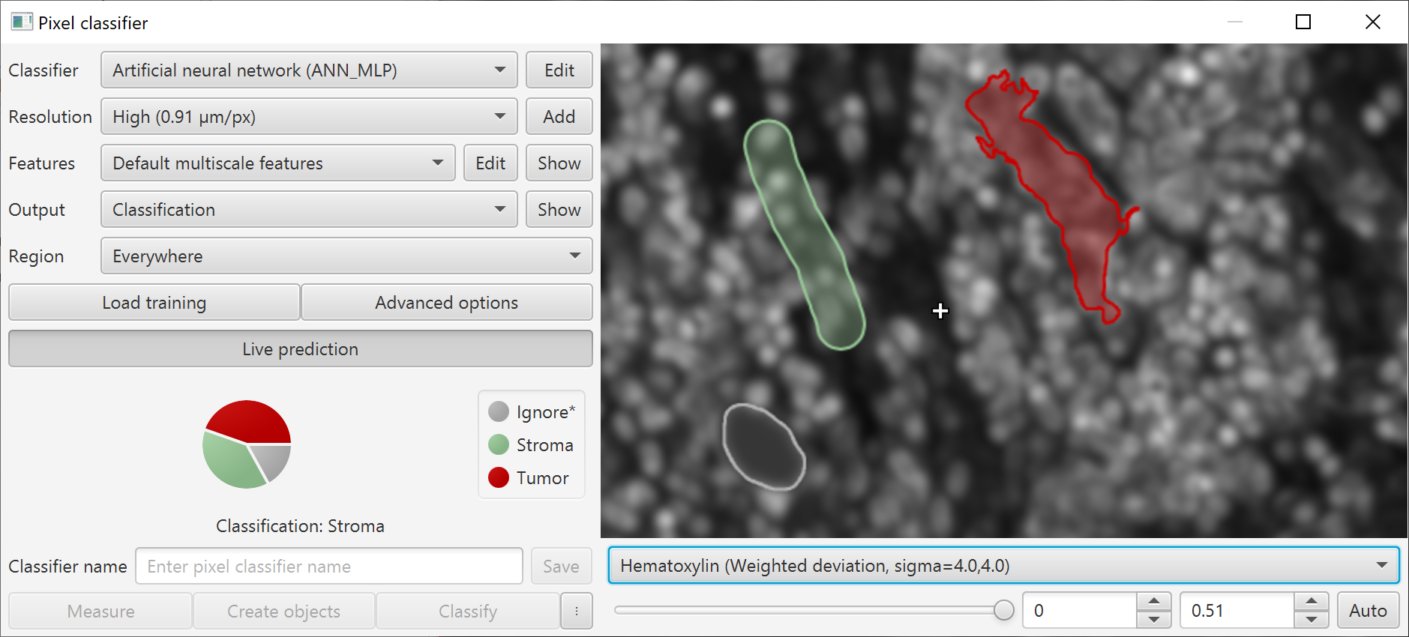 Pixel classifier
Classifier Artificial neural network (ANN_MLP) Edit
Resolution High (0.91 µm/px) Add
Features Default multiscale features Edit Show
Output Classification Show
Region Everywhere
Load training Advanced options
Live prediction
Ignore*
Stroma
Tumor
Classification: Stroma
Classifier name Enter pixel classifier name Save
Measure Create objects Classify
Hematoxylin (Weighted deviation, sigma=4.0,4.0)
0 0.51 Auto